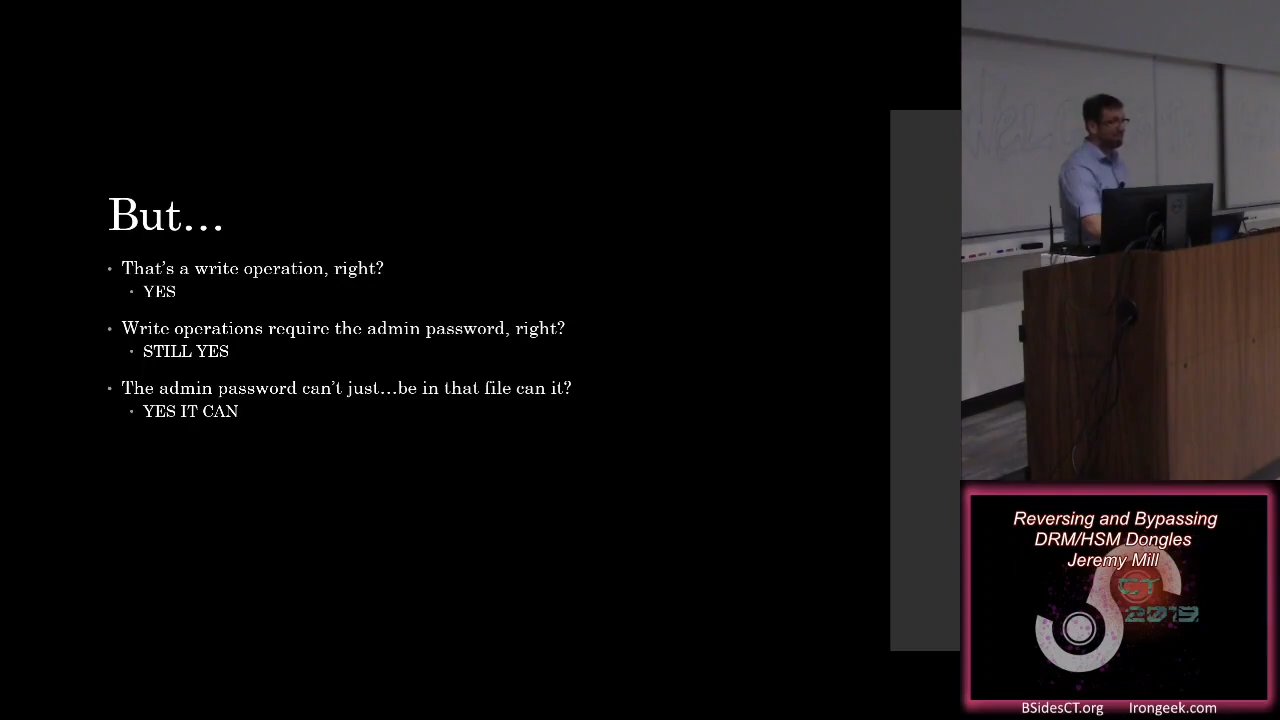 But…
That's a write operation, right?
YES
Write operations require the admin password, right?
STILL YES
The admin password can't just…be in that file can it?
YES IT CAN
Reversing and Bypassing
DRM/HSM Dongles
Jeremy Mill
CT
2019
BSidesCT.org Irongeek.com